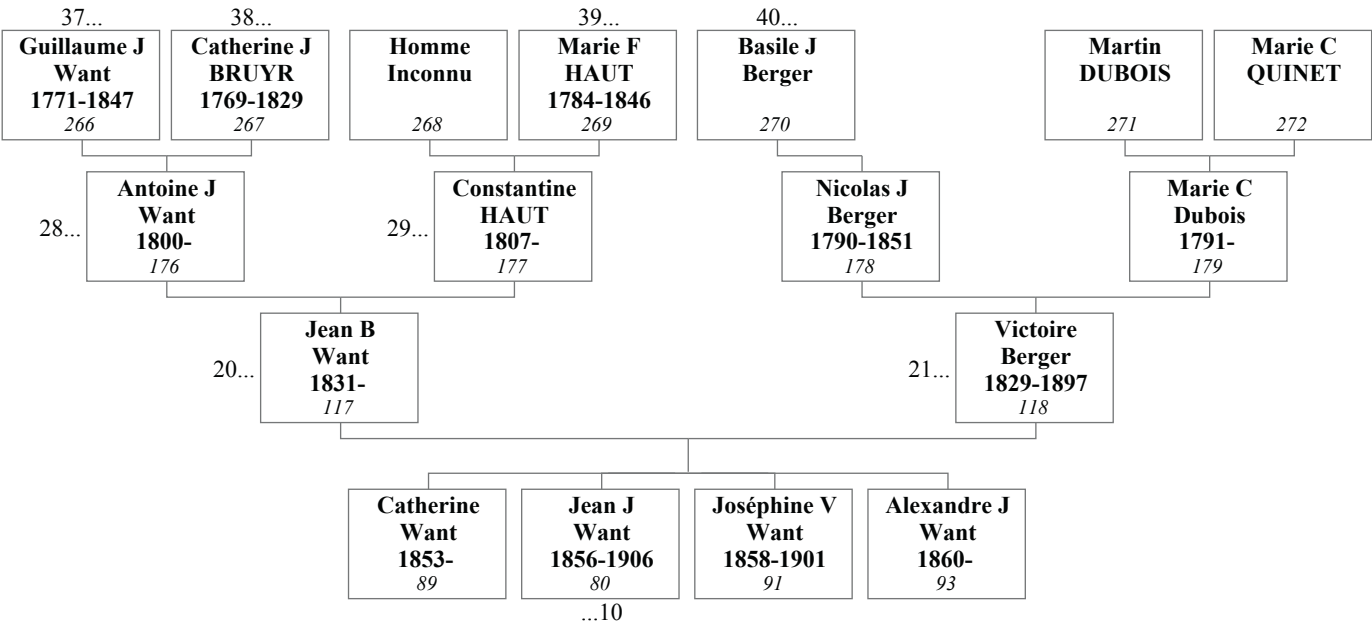 37...
38...
39...
40...
Guillaume J
Want
1771-1847
266
Catherine J
BRUYR
1769-1829
267
Homme
Inconnu
268
Marie F
HAUT
1784-1846
269
Basile J
Berger
270
Martin
DUBOIS
271
Marie C
QUINET
272
28...
Antoine J
Want
1800-
176
29...
Constantine
HAUT
1807-
177
Nicolas J
Berger
1790-1851
178
Marie C
Dubois
1791-
179
20...
Jean B
Want
1831-
117
21...
Victoire
Berger
1829-1897
118
Catherine
Want
1853-
89
Jean J
Want
1856-1906
80
Joséphine V
Want
1858-1901
91
Alexandre J
Want
1860-
93
...10